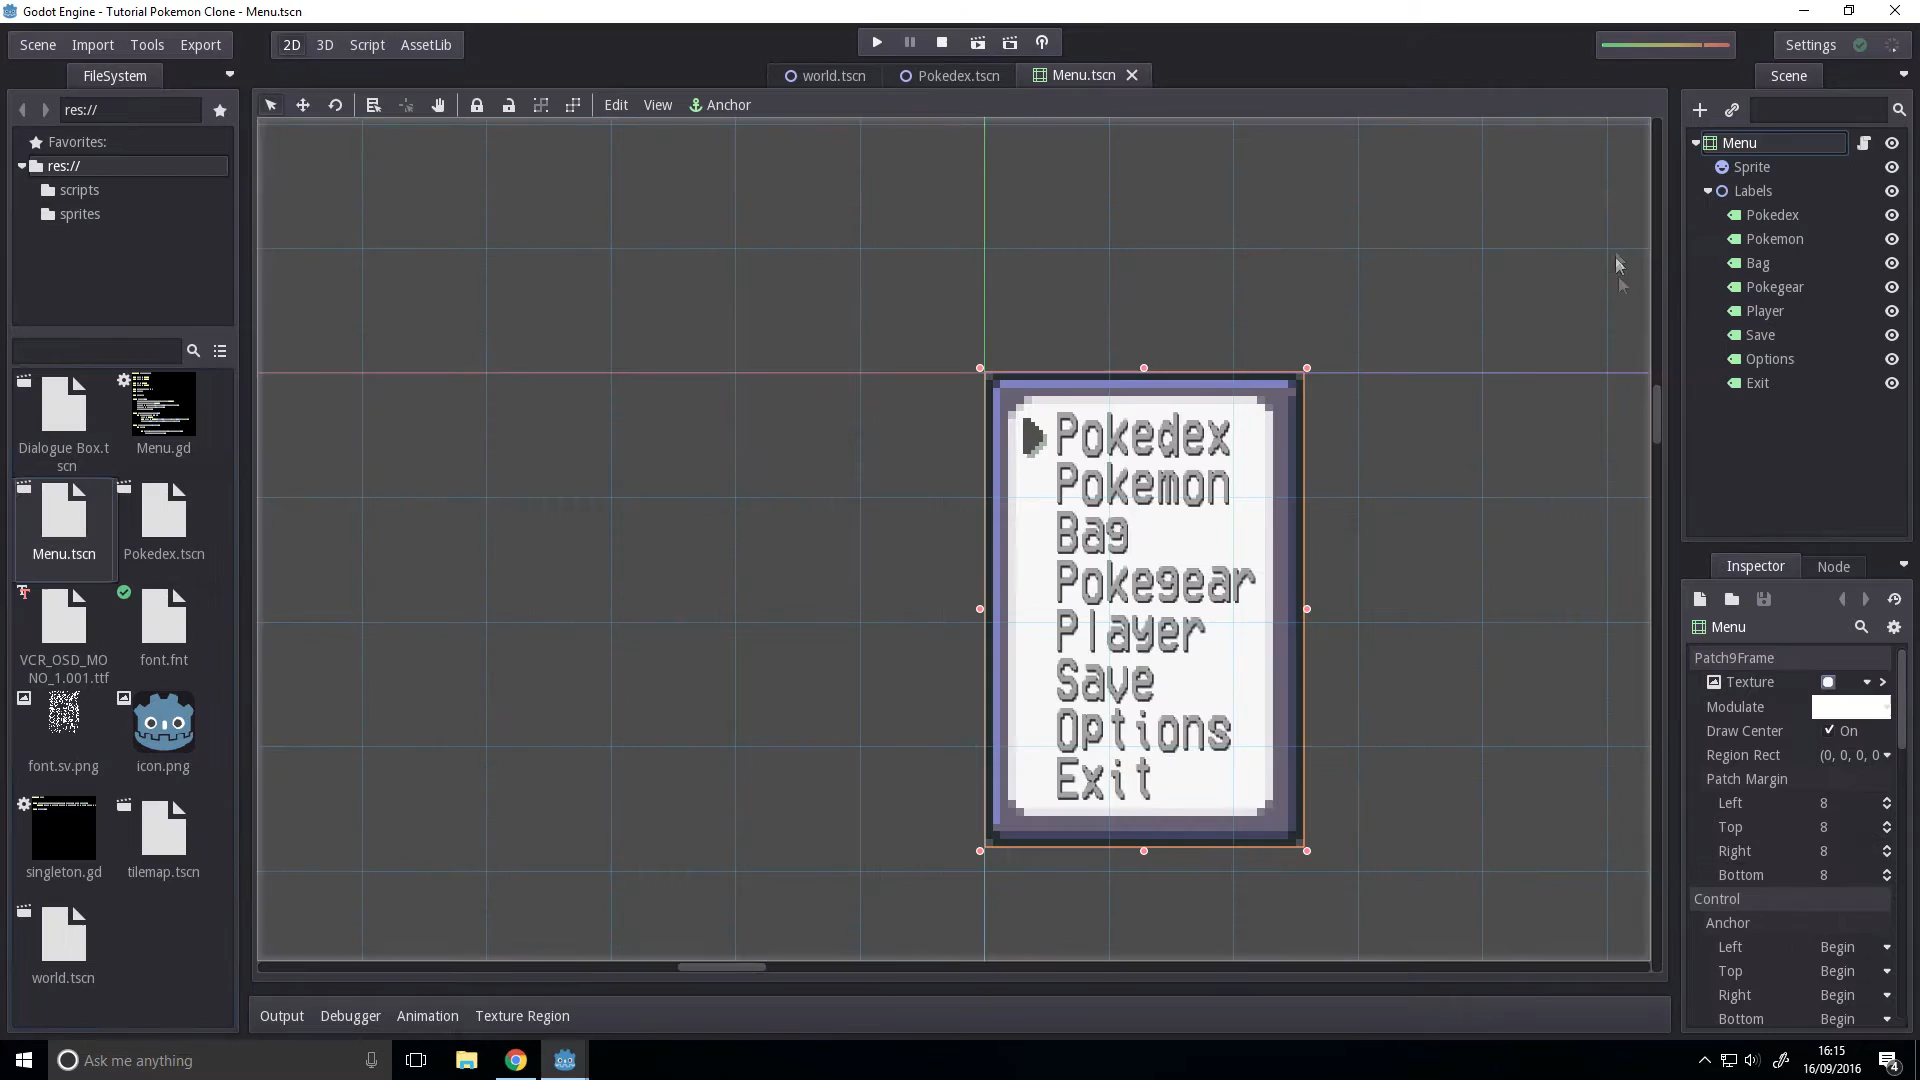 Godot Engine - Tutorial Pokemon Clone - Menu.tscn
Scene Import Tools Export
2D 3D Script AssetLib
Settings
FileSystem
world.tscn
Pokedex.tscn
Menu.tscn
Scene
res://
Edit View Anchor
Favorites:
res://
scripts
sprites
Menu
Sprite
Labels
Pokedex
Pokemon
Bag
Pokegear
Player
Save
Options
Exit
Dialogue Box.t
scn
Menu.gd
Menu.tscn
Pokedex.tscn
VCR_OSD_MO
NO_1.001.ttf
font.fnt
font.sv.png
icon.png
singleton.gd
tilemap.tscn
world.tscn
Pokedex
Pokemon
Bag
Pokegear
Player
Save
Options
Exit
Inspector Node
Menu
Patch9Frame
Texture
Modulate
Draw Center On
Region Rect (0, 0, 0, 0
Patch Margin
Left 8
Top 8
Right 8
Bottom 8
Control
Anchor
Left Begin
Top Begin
Right Begin
Bottom Begin
Output Debugger Animation Texture Region
Ask me anything
16:15
16/09/2016
4